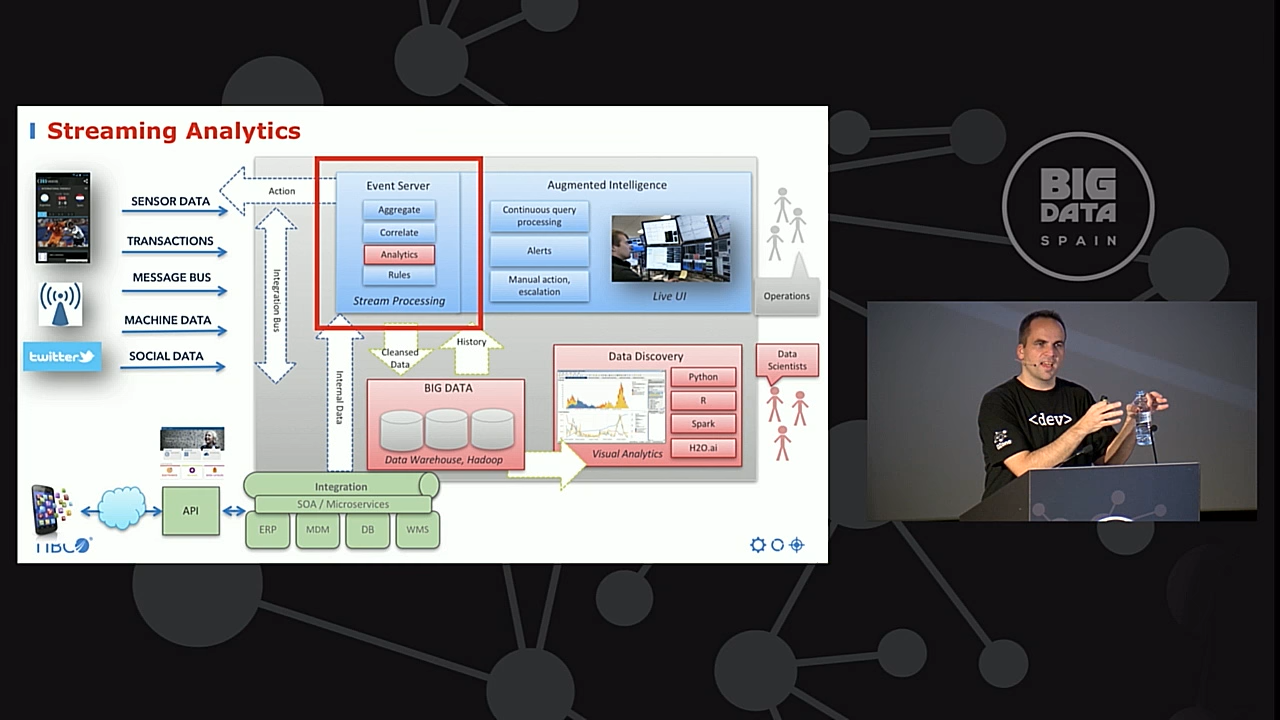 Streaming Analytics
SENSOR DATA
TRANSACTIONS
MESSAGE BUS
MACHINE DATA
SOCIAL DATA
twitter
Action
Integration Bus
Internal Data
Event Server
Aggregate
Correlate
Analytics
Rules
Stream Processing
Augmented Intelligence
Continuous query
processing
Alerts
Manual action,
escalation
Live UI
Operations
Cleansed
Data
History
BIG DATA
Data Warehouse, Hadoop
Data Discovery
Python
R
Spark
H2O.ai
Visual Analytics
Data
Scientists
API
Integration
SOA / Microservices
ERP
MDM
DB
WMS
BIG
DATA
SPAIN
<dev>